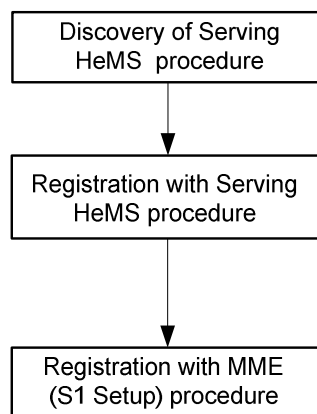 Discovery of Serving
HeMS procedure
Registration with Serving
HeMS procedure
Registration with MME
(S1 Setup) procedure